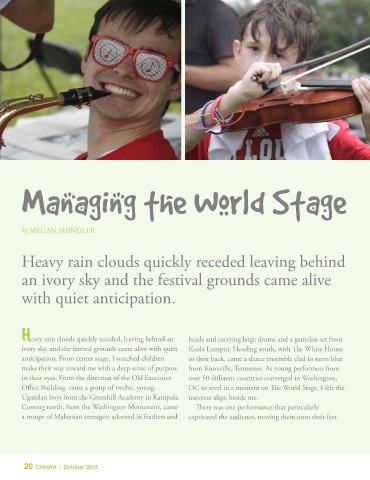 Managing the World Stage
by MEGAN SHINDLER
Heavy rain clouds quickly receded leaving behind
an ivory sky and the festival grounds came alive
with quiet anticipation.
Heavy rain clouds quickly receded, leaving behind an
ivory sky, and the festival grounds came alive with quiet
anticipation. From center stage, I watched children
make their way toward me with a deep sense of purpose
in their eyes. From the direction of the Old Executive
Office Building, came a group of twelve, young,
Ugandan boys from the Greenhill Academy in Kampala.
Coming north, from the Washington Monument, came
a troupe of Malaysian teenagers adorned in feathers and
beads and carrying large drums and a gamelan set from
Kuala Lumpur. Heading south, with The White House
to their back, came a dance ensemble clad in seven blue
from Knoxville, Tennessee. As young performers from
over 50 different countries converged in Washington,
DC to revel in a moment on The World Stage, I felt the
universe align beside me.
There was one performance that particularly
captivated the audience, moving them onto their feet
20 ChildArt | October 2015